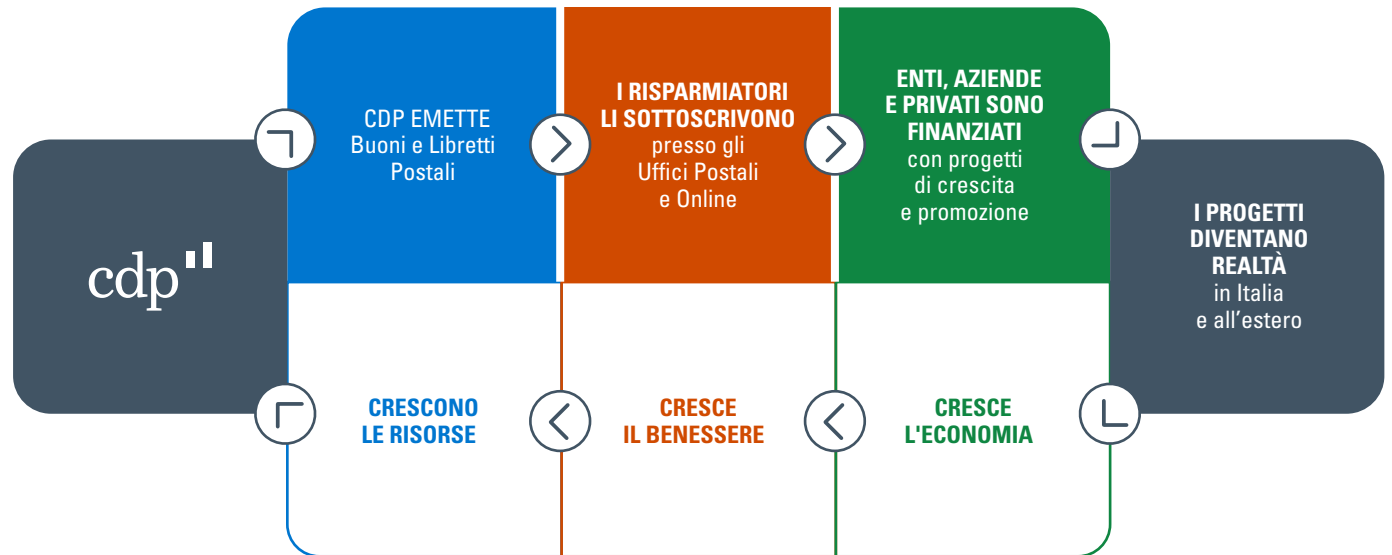 cdp
CDP EMETTE
Buoni e Libretti
Postali
I RISPARMIATORI
LI SOTTOSCRIVONO
presso gli
Uffici Postali
e Online
ENTI, AZIENDE
E PRIVATI SONO
FINANZIATI
con progetti
di crescita
e promozione
I PROGETTI
DIVENTANO
REALTÀ
in Italia
e all'estero
CRESCE
L'ECONOMIA
CRESCE
IL BENESSERE
CRESCONO
LE RISORSE